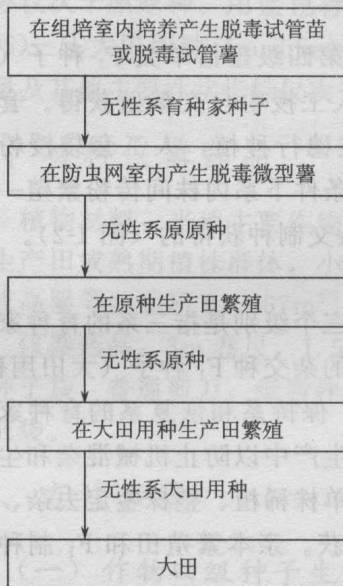 在组培室内培养产生脱毒试管苗
或脱毒试管薯
无性系育种家种子
在防虫网室内产生脱毒微型薯
无性系原原种
在原种生产田繁殖
无性系原种
在大田用种生产田繁殖
无性系大田用种
大田